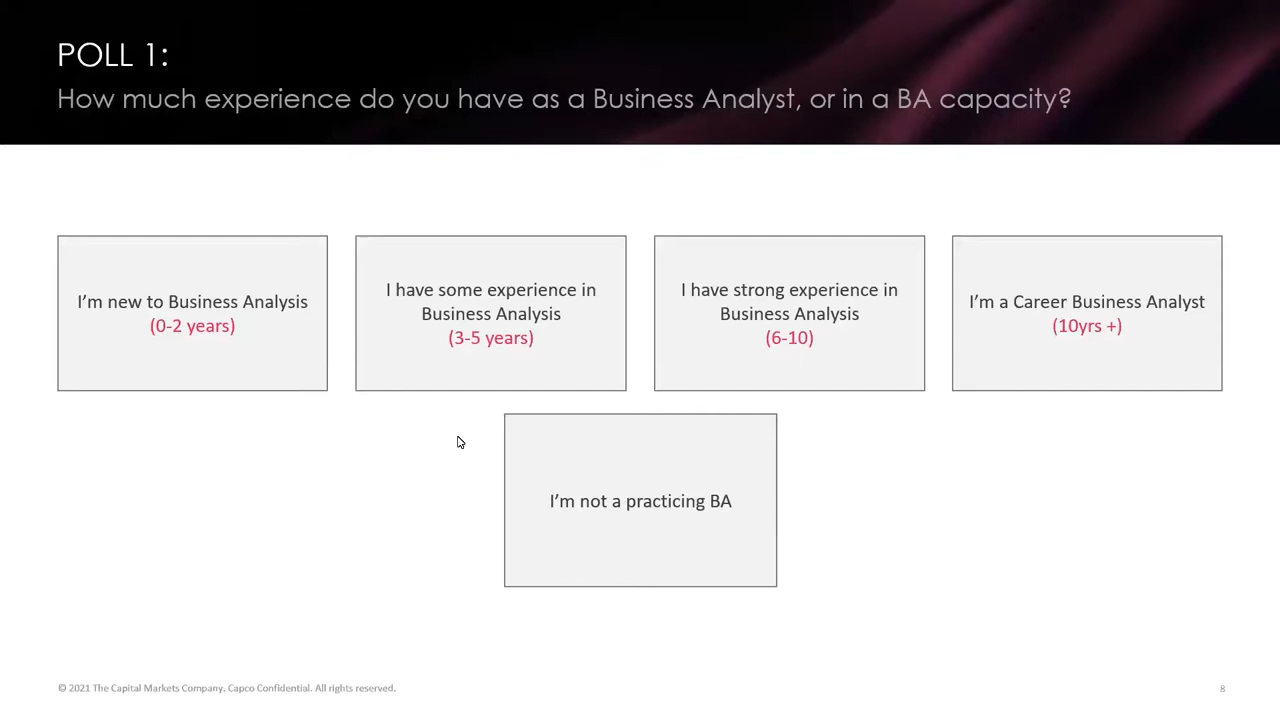 POLL 1:
How much experience do you have as a Business Analyst, or in a BA capacity?
I'm new to Business Analysis
(0-2 years)
I have some experience in
Business Analysis
(3-5 years)
I have strong experience in
Business Analysis
(6-10)
I'm a Career Business Analyst
(10yrs +)
I'm not a practicing BA
© 2021 The Capital Markets Company. Capco Confidential. All rights reserved.
8